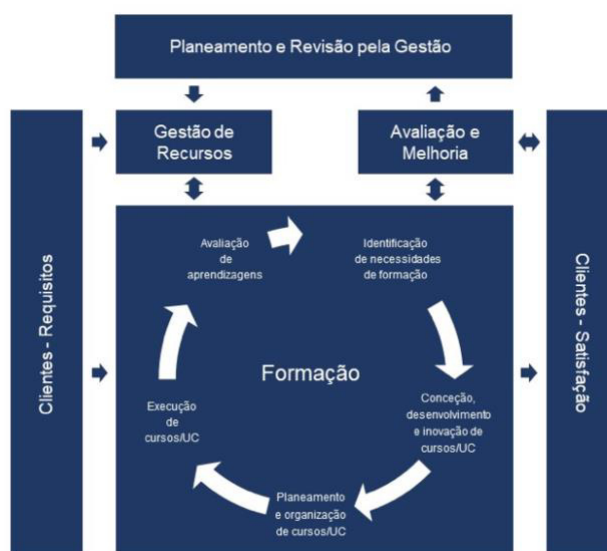 Planeamento e Revisão pela Gestão
Gestão de
Recursos
Avaliação e
Melhoria
Clientes - Requisitos
Clientes - Satisfação
Avaliação
de
aprendizagens
Identificação
de necessidades
de formação
Formação
Execução
de
cursos/UC
Conceção,
desenvolvimento
e inovação de
cursos/UC
Planeamento
e organização
de cursos/UC